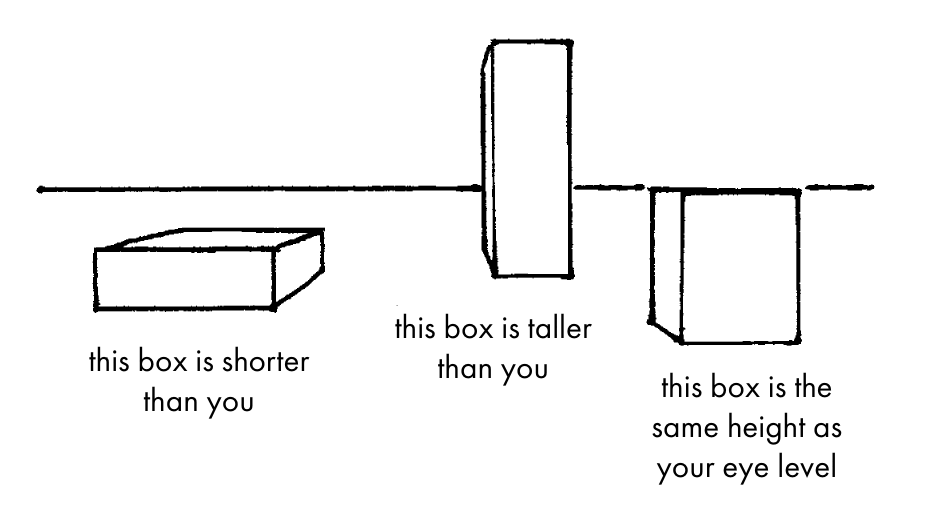 this box is shorter
than you
this box is taller
than you
this box is the
same height as
your eye level